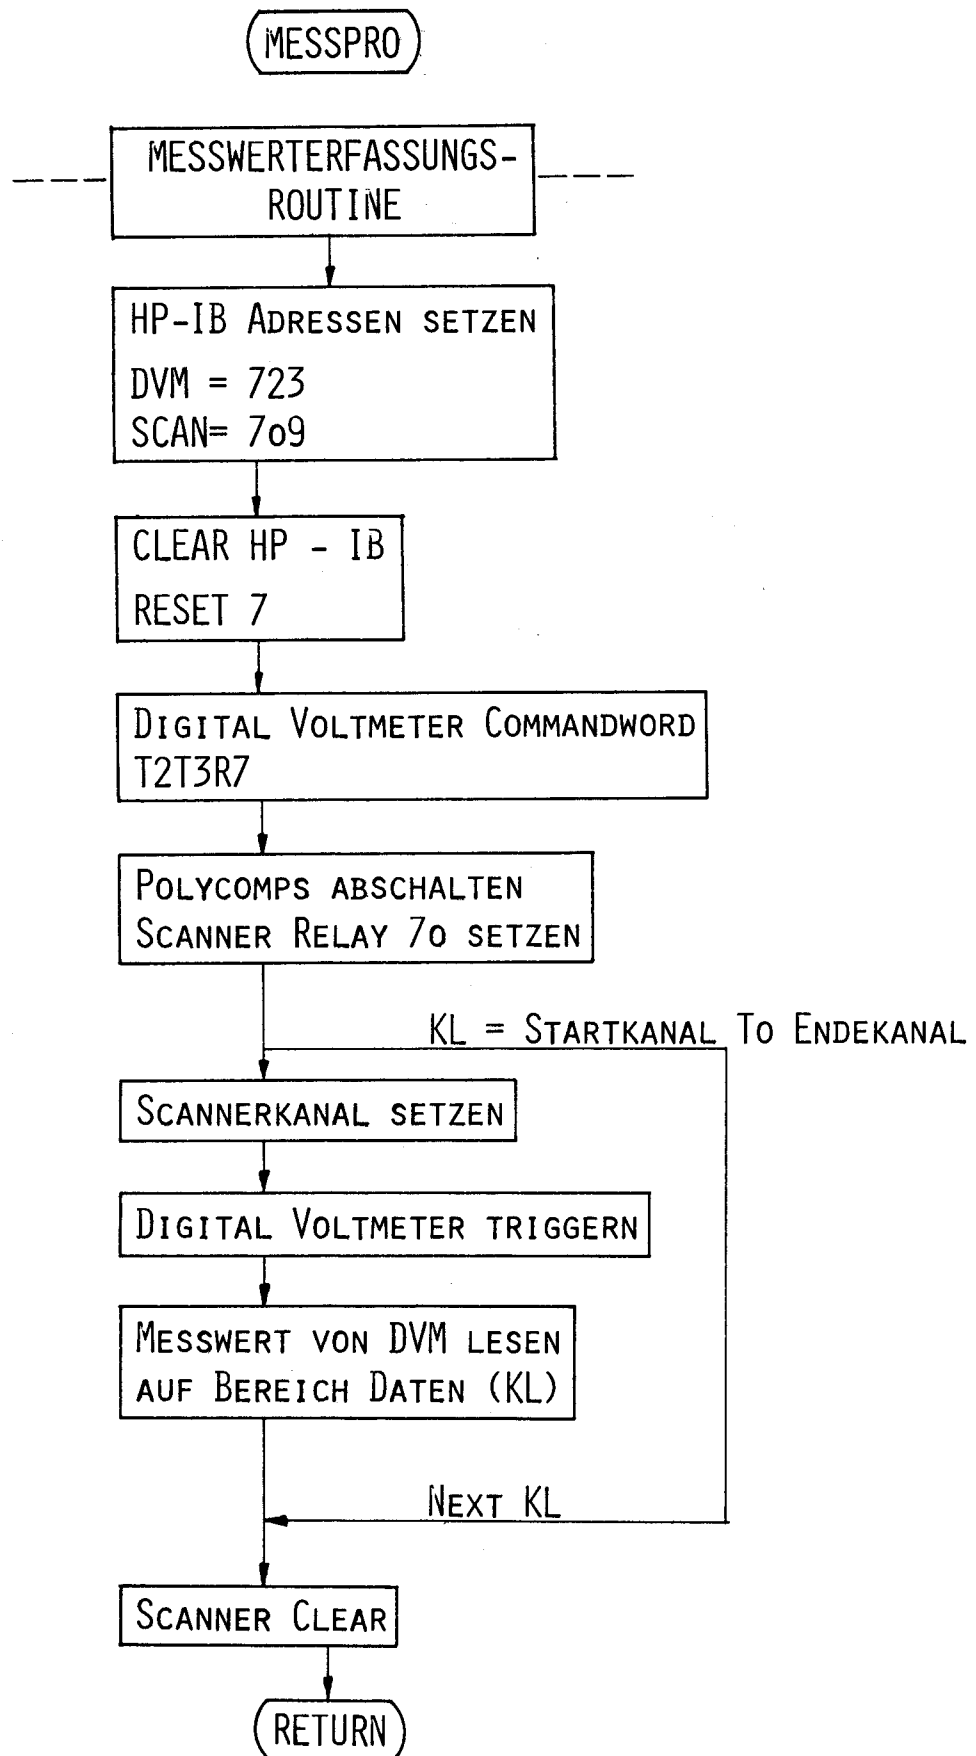 MESSPRO
MESSWERTERFASSUNGS-
ROUTINE
HP-IB ADRESSEN SETZEN
DVM = 723
SCAN= 7o9
CLEAR HP - IB
RESET 7
DIGITAL VOLTMETER COMMANDWORD
T2T3R7
POLYCOMPS ABSCHALTEN
SCANNER RELAY 7o SETZEN
KL = STARTKANAL TO ENDEKANAL
SCANNERKANAL SETZEN
DIGITAL VOLTMETER TRIGGERN
MESSWERT VON DVM LESEN
AUF BEREICH DATEN (KL)
NEXT KL
SCANNER CLEAR
RETURN